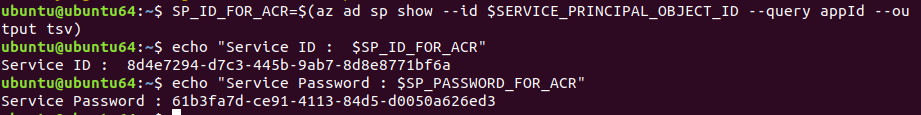 ubuntu@ubuntu64:~$ SP_ID_FOR_ACR=$(az ad sp show --id $SERVICE_PRINCIPAL_OBJECT_ID --query appId --ou
tput tsv)
ubuntu@ubuntu64:~$ echo "Service ID :  $SP_ID_FOR_ACR"
Service ID :  8d4e7294-d7c3-445b-9ab7-8d8e8771bf6a
ubuntu@ubuntu64:~$ echo "Service Password : $SP_PASSWORD_FOR_ACR"
Service Password : 61b3fa7d-ce91-4113-84d5-d0050a626ed3